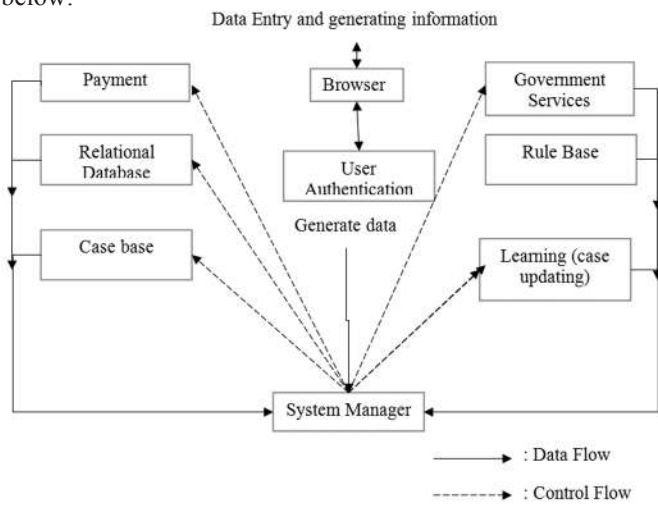 below:
Data Entry and generating information
Payment
Browser
Government
Services
Relational
Database
User
Authentication
Rule Base
Generate data
Case base
Learning (case
updating)
System Manager
: Data Flow
: Control Flow